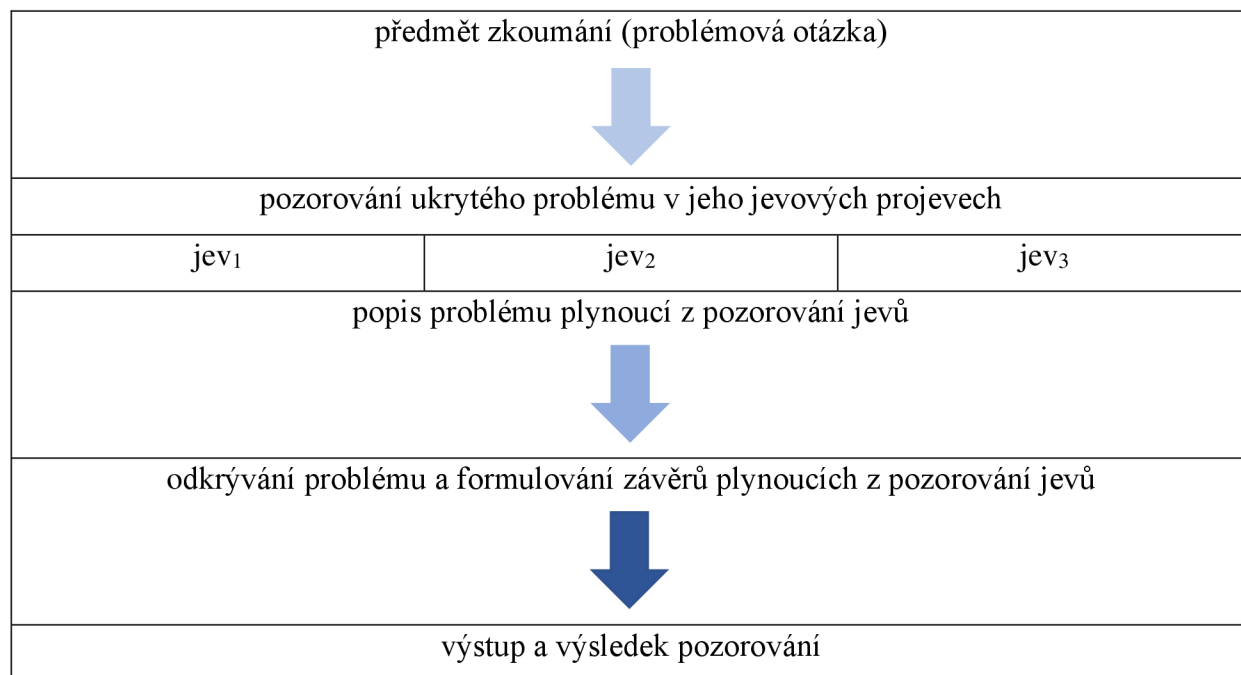 předmět zkoumání (problémová otázka)
pozorování ukrytého problému v jeho jevových projevech
jev₁ jev₂ jev₃
popis problému plynoucí z pozorování jevů
odkrývání problému a formulování závěrů plynoucích z pozorování jevů
výstup a výsledek pozorování